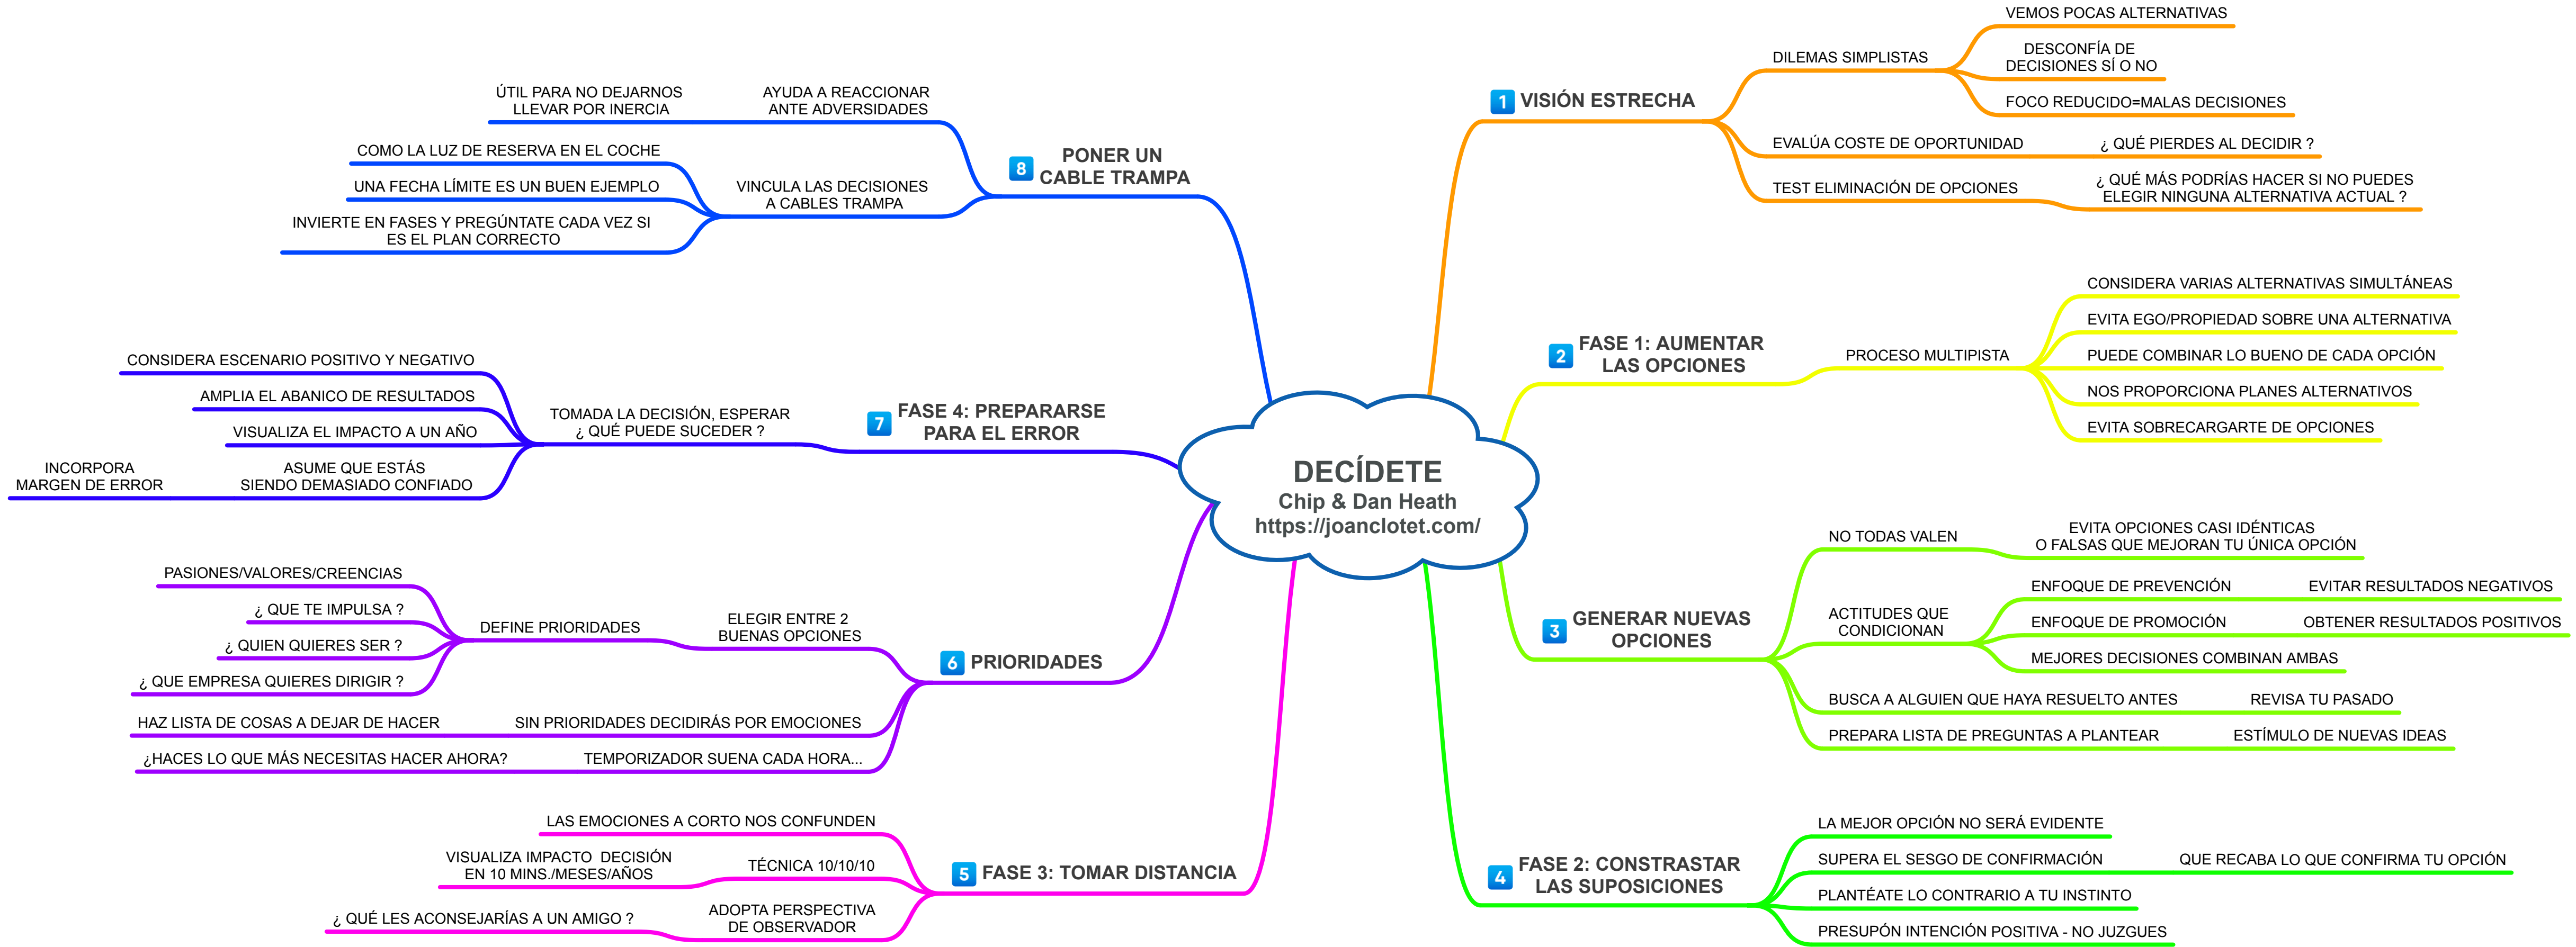 DECÍDETE
Chip & Dan Heath
https://joanclotet.com/
1 VISIÓN ESTRECHA
DILEMAS SIMPLISTAS
VEMOS POCAS ALTERNATIVAS
DESCONFÍA DE
DECISIONES SÍ O NO
FOCO REDUCIDO=MALAS DECISIONES
EVALÚA COSTE DE OPORTUNIDAD
¿ QUÉ PIERDES AL DECIDIR ?
TEST ELIMINACIÓN DE OPCIONES
¿ QUÉ MÁS PODRÍAS HACER SI NO PUEDES
ELEGIR NINGUNA ALTERNATIVA ACTUAL ?
2 FASE 1: AUMENTAR
LAS OPCIONES
PROCESO MULTIPISTA
CONSIDERA VARIAS ALTERNATIVAS SIMULTÁNEAS
EVITA EGO/PROPIEDAD SOBRE UNA ALTERNATIVA
PUEDE COMBINAR LO BUENO DE CADA OPCIÓN
NOS PROPORCIONA PLANES ALTERNATIVOS
EVITA SOBRECARGARTE DE OPCIONES
3 GENERAR NUEVAS
OPCIONES
NO TODAS VALEN
EVITA OPCIONES CASI IDÉNTICAS
O FALSAS QUE MEJORAN TU ÚNICA OPCIÓN
ACTITUDES QUE
CONDICIONAN
ENFOQUE DE PREVENCIÓN
EVITAR RESULTADOS NEGATIVOS
ENFOQUE DE PROMOCIÓN
OBTENER RESULTADOS POSITIVOS
MEJORES DECISIONES COMBINAN AMBAS
BUSCA A ALGUIEN QUE HAYA RESUELTO ANTES
REVISA TU PASADO
PREPARA LISTA DE PREGUNTAS A PLANTEAR
ESTÍMULO DE NUEVAS IDEAS
4 FASE 2: CONSTRASTAR
LAS SUPOSICIONES
LA MEJOR OPCIÓN NO SERÁ EVIDENTE
SUPERA EL SESGO DE CONFIRMACIÓN
QUE RECABA LO QUE CONFIRMA TU OPCIÓN
PLANTÉATE LO CONTRARIO A TU INSTINTO
PRESUPÓN INTENCIÓN POSITIVA - NO JUZGUES
5 FASE 3: TOMAR DISTANCIA
LAS EMOCIONES A CORTO NOS CONFUNDEN
TÉCNICA 10/10/10
VISUALIZA IMPACTO DECISIÓN
EN 10 MINS./MESES/AÑOS
ADOPTA PERSPECTIVA
DE OBSERVADOR
¿ QUÉ LES ACONSEJARÍAS A UN AMIGO ?
6 PRIORIDADES
ELEGIR ENTRE 2
BUENAS OPCIONES
DEFINE PRIORIDADES
PASIONES/VALORES/CREENCIAS
¿ QUE TE IMPULSA ?
¿ QUIEN QUIERES SER ?
¿ QUE EMPRESA QUIERES DIRIGIR ?
SIN PRIORIDADES DECIDIRÁS POR EMOCIONES
HAZ LISTA DE COSAS A DEJAR DE HACER
TEMPORIZADOR SUENA CADA HORA...
¿HACES LO QUE MÁS NECESITAS HACER AHORA?
7 FASE 4: PREPARARSE
PARA EL ERROR
TOMADA LA DECISIÓN, ESPERAR
¿ QUÉ PUEDE SUCEDER ?
CONSIDERA ESCENARIO POSITIVO Y NEGATIVO
AMPLIA EL ABANICO DE RESULTADOS
VISUALIZA EL IMPACTO A UN AÑO
ASUME QUE ESTÁS
SIENDO DEMASIADO CONFIADO
INCORPORA
MARGEN DE ERROR
8 PONER UN
CABLE TRAMPA
AYUDA A REACCIONAR
ANTE ADVERSIDADES
ÚTIL PARA NO DEJARNOS
LLEVAR POR INERCIA
VINCULA LAS DECISIONES
A CABLES TRAMPA
COMO LA LUZ DE RESERVA EN EL COCHE
UNA FECHA LÍMITE ES UN BUEN EJEMPLO
INVIERTE EN FASES Y PREGÚNTATE CADA VEZ SI
ES EL PLAN CORRECTO